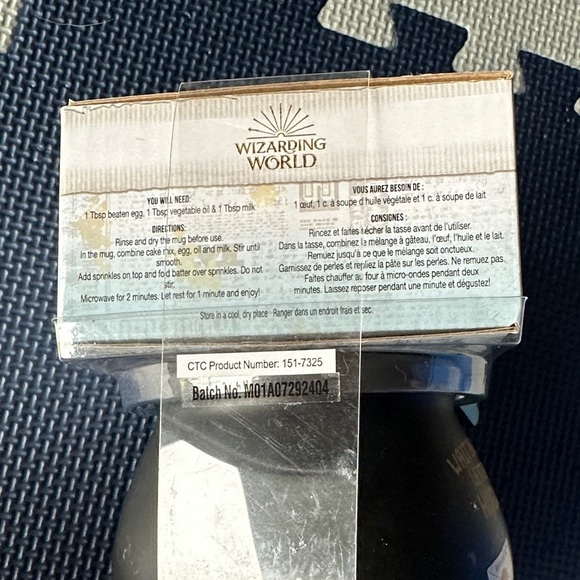 WIZARDING
WORLD
YOU WILL NEED:
1 Tbsp beaten egg, 1 Tbsp vegetable oil & 1 Tbsp milk
DIRECTIONS:
Rinse and dry the mug before use.
In the mug, combine cake mix, egg, oil and milk. Stir until
smooth.
Add sprinkles on top and fold batter over sprinkles. Do not
stir.
Microwave for 2 minutes. Let rest for 1 minute and enjoy!
VOUS AUREZ BESOIN DE :
1 œuf, 1 c. à soupe d'huile végétale et 1 c. à soupe de lait
CONSIGNES :
Rincez et faites sécher la tasse avant de l'utiliser.
Dans la tasse, combinez la mélange à gâteau, l'œuf, l'huile et le lait.
Remuez jusqu'à ce que le mélange soit onctueux.
Garnissez de perles et repliez la pâte sur les perles. Ne remuez pas.
Faites chauffer au four à micro-ondes pendant deux
minutes. Laissez reposer pendant une minute et dégustez!
Store in a cool, dry place · Ranger dans un endroit frais et sec.
CTC Product Number: 151-7325
Batch No. M01A07292404